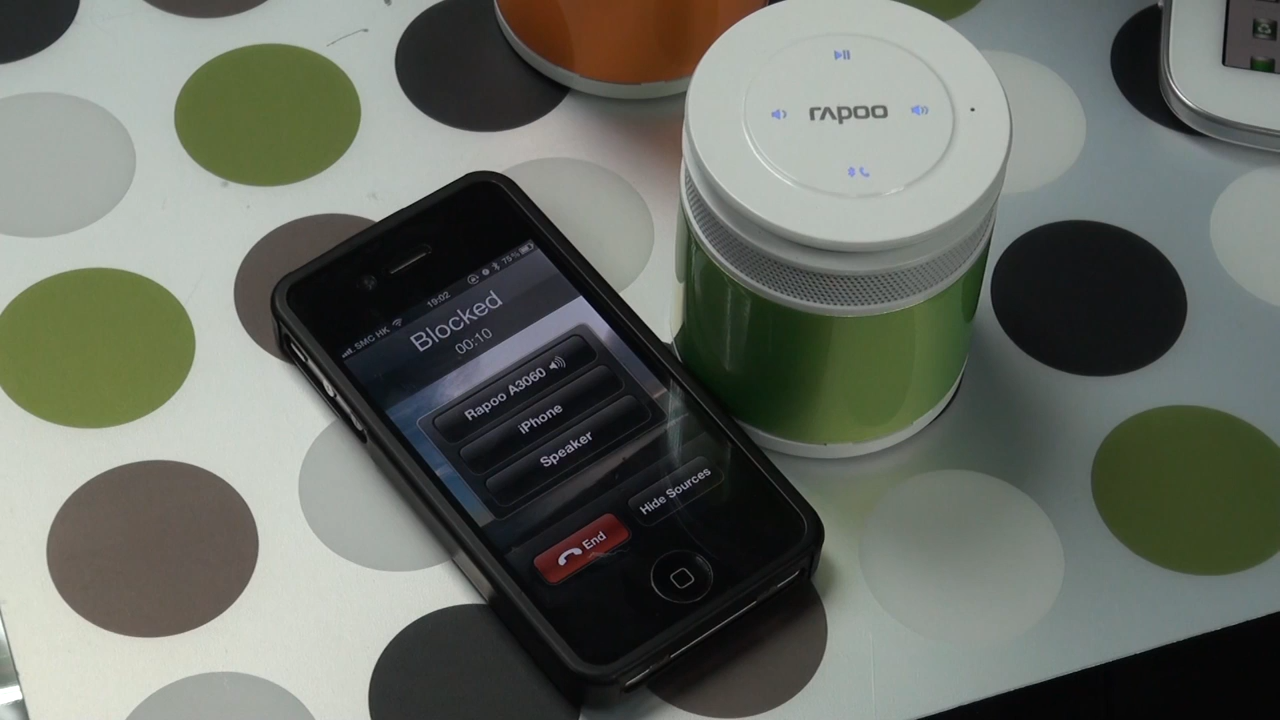 rapoo
SMC HK 19:02 75%
Blocked
00:10
Rapoo A3060
iPhone
Speaker
Hide Sources
End